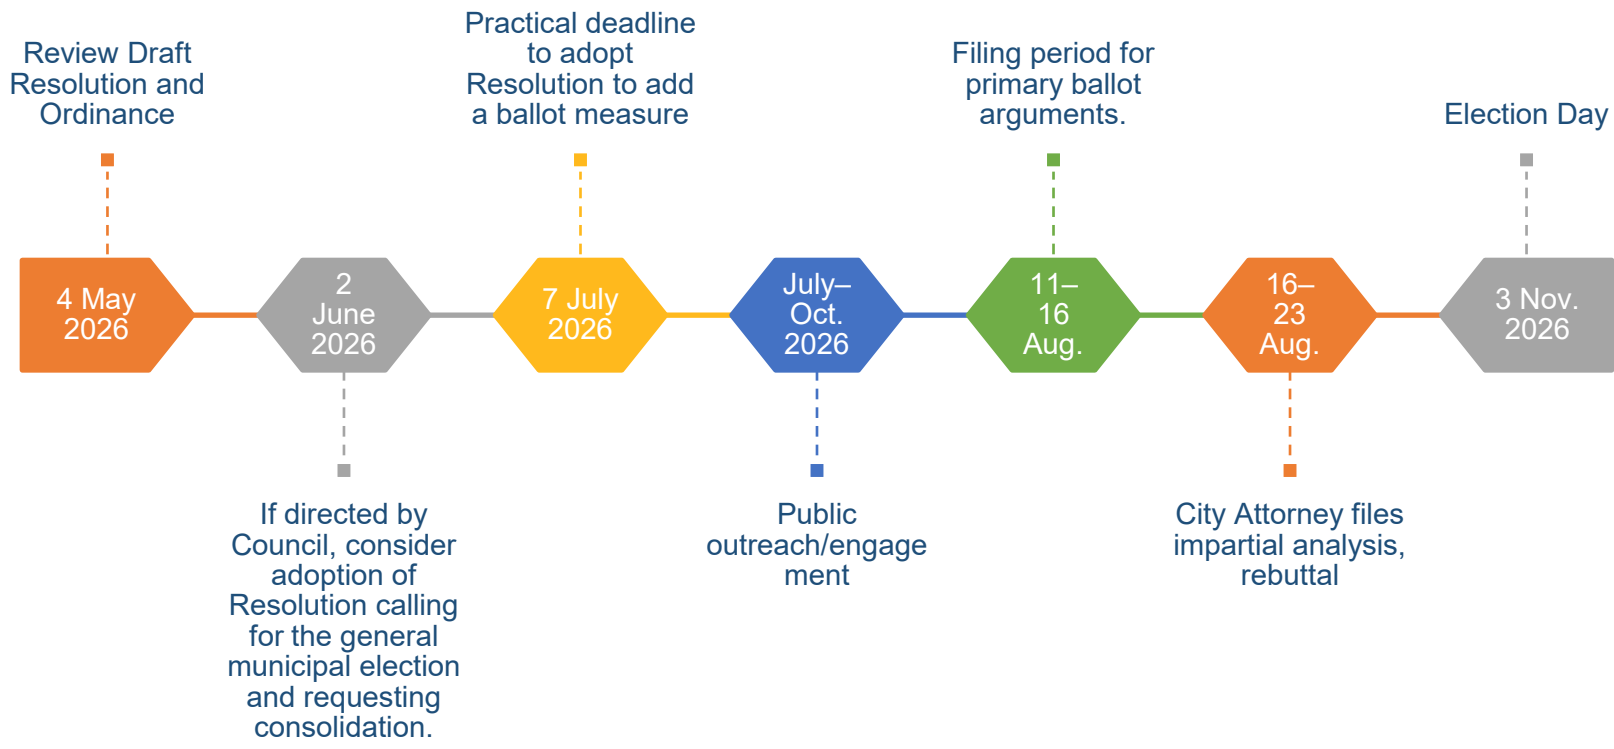 Review Draft
Resolution and
Ordinance
4 May
2026
2
June
2026
If directed by
Council, consider
adoption of
Resolution calling
for the general
municipal election
and requesting
consolidation.
Practical deadline
to adopt
Resolution to add
a ballot measure
7 July
2026
July–
Oct.
2026
Public
outreach/engage
ment
Filing period for
primary ballot
arguments.
11–
16
Aug.
16–
23
Aug.
City Attorney files
impartial analysis,
rebuttal
Election Day
3 Nov.
2026